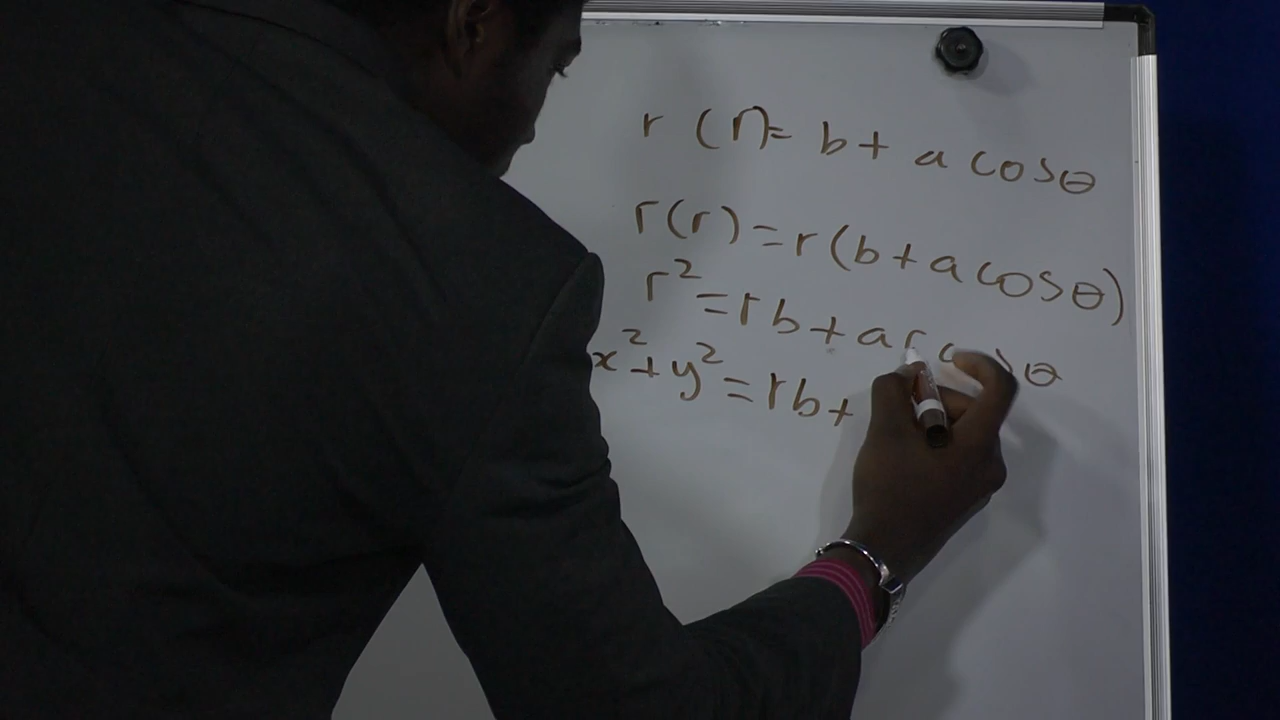 r (r)= b + a cosθ
r(r) = r(b + a cosθ)
r² = rb + ar cosθ
x² + y² = rb +